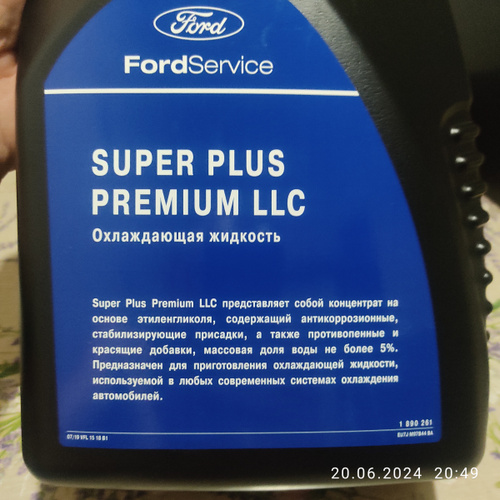 Ford
FordService
SUPER PLUS
PREMIUM LLC
Охлаждающая жидкость
Super Plus Premium LLC представляет собой концентрат на
основе этиленгликоля, содержащий антикоррозионные,
стабилизирующие присадки, а также противопенные и
красящие добавки, массовая доля воды не более 5%.
Предназначен для приготовления охлаждающей жидкости,
используемой в любых современных системах охлаждения
автомобилей.
1 890 261
20.06.2024 20:49